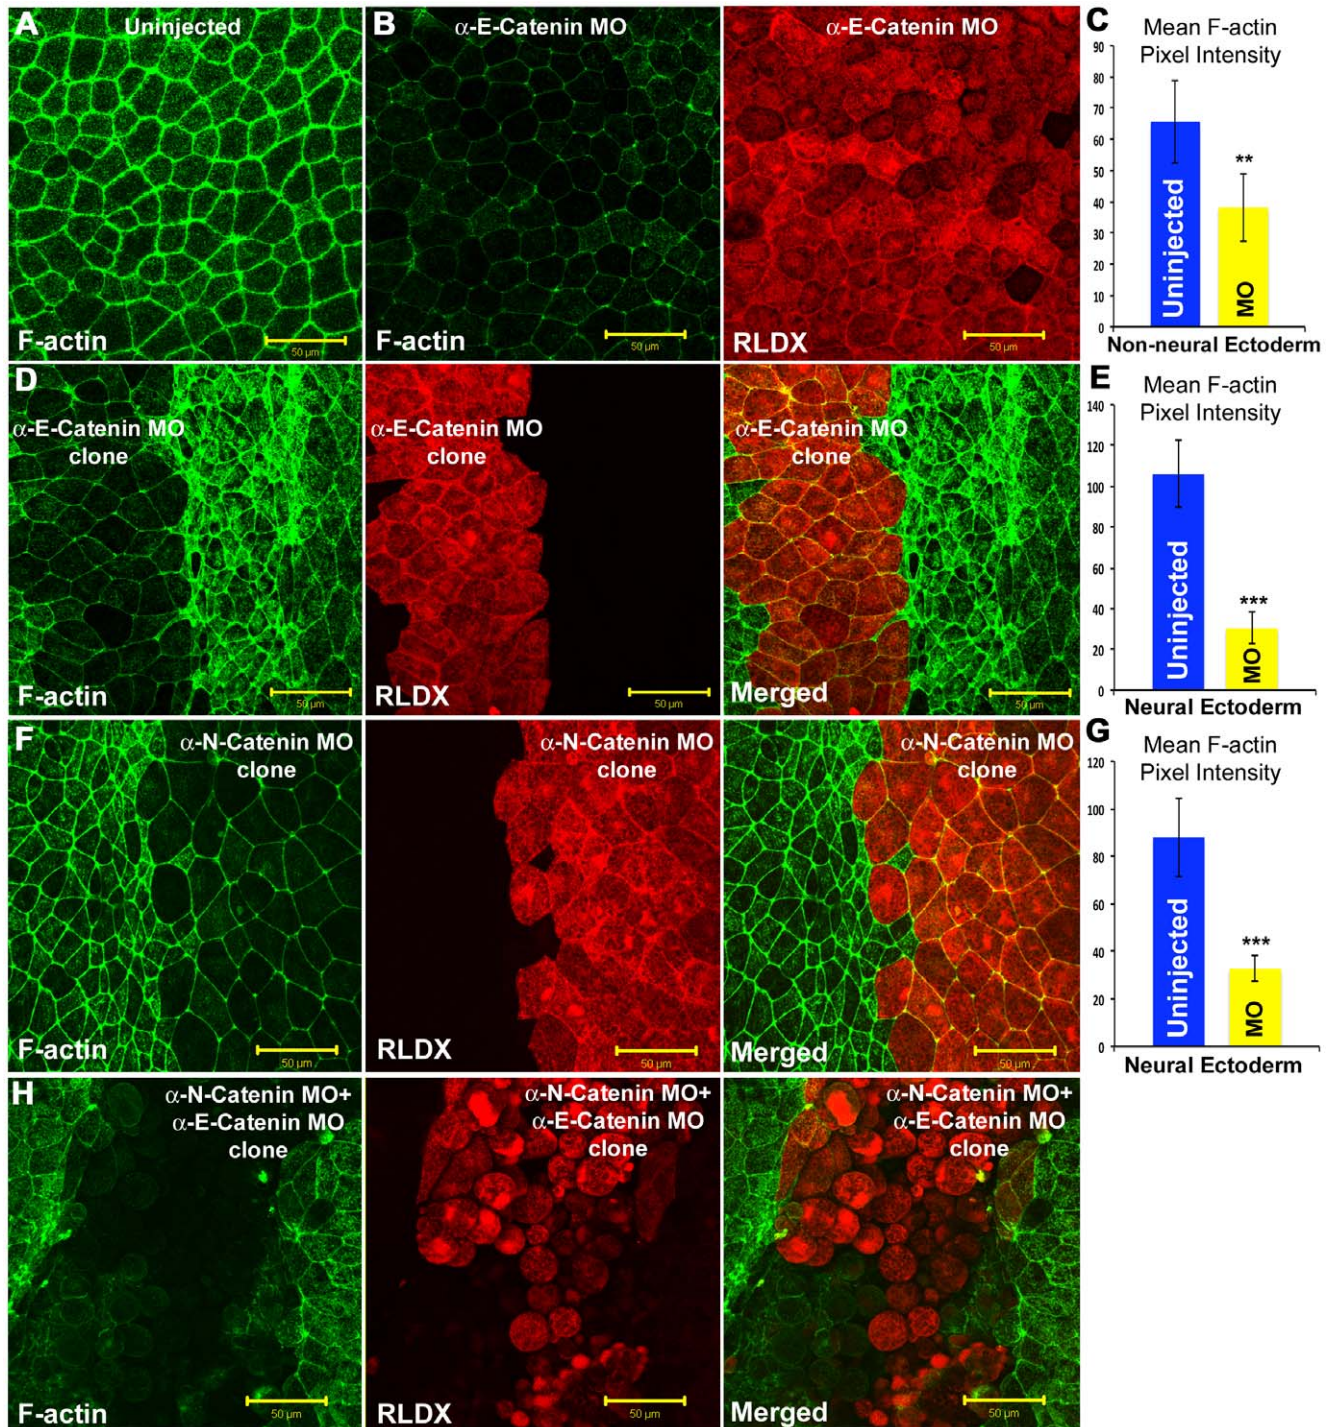 A
Uninjected
F-actin
50 µm
B
α-E-Catenin MO
F-actin
50 µm
α-E-Catenin MO
RLDX
50 µm
C
Mean F-actin
Pixel Intensity
90
80
70
60
50
40
30
20
10
0
Uninjected
**
MO
Non-neural Ectoderm
D
α-E-Catenin MO
clone
F-actin
50 µm
α-E-Catenin MO
clone
RLDX
50 µm
α-E-Catenin MO
clone
Merged
50 µm
E
Mean F-actin
Pixel Intensity
140
120
100
80
60
40
20
0
Uninjected
***
MO
Neural Ectoderm
F
α-N-Catenin MO
clone
F-actin
50 µm
α-N-Catenin MO
clone
RLDX
50 µm
α-N-Catenin MO
clone
Merged
50 µm
G
Mean F-actin
Pixel Intensity
120
100
80
60
40
20
0
Uninjected
***
MO
Neural Ectoderm
H
α-N-Catenin MO+
α-E-Catenin MO
clone
F-actin
50 µm
α-N-Catenin MO+
α-E-Catenin MO
clone
RLDX
50 µm
α-N-Catenin MO+
α-E-Catenin MO
clone
Merged
50 µm